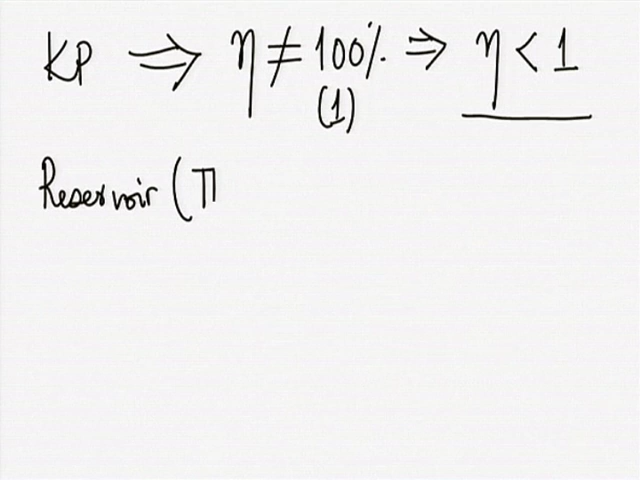 KP ⇒ η ≠ 100% ⇒ η < 1
(1)
Reservoir (T